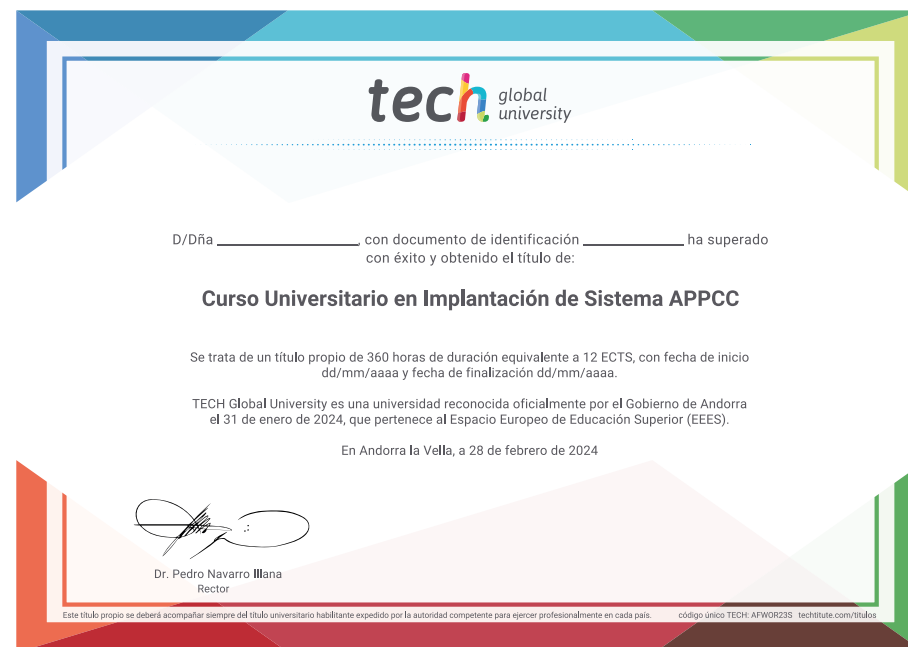 tech global university
D/Dña ____________________, con documento de identificación ______________ ha superado
con éxito y obtenido el título de:
Curso Universitario en Implantación de Sistema APPCC
Se trata de un título propio de 360 horas de duración equivalente a 12 ECTS, con fecha de inicio
dd/mm/aaaa y fecha de finalización dd/mm/aaaa.
TECH Global University es una universidad reconocida oficialmente por el Gobierno de Andorra
el 31 de enero de 2024, que pertenece al Espacio Europeo de Educación Superior (EEES).
En Andorra la Vella, a 28 de febrero de 2024
Dr. Pedro Navarro Illana
Rector
Este título propio se deberá acompañar siempre del título universitario habilitante expedido por la autoridad competente para ejercer profesionalmente en cada país. código único TECH: AFWOR23S techtitute.com/titulos